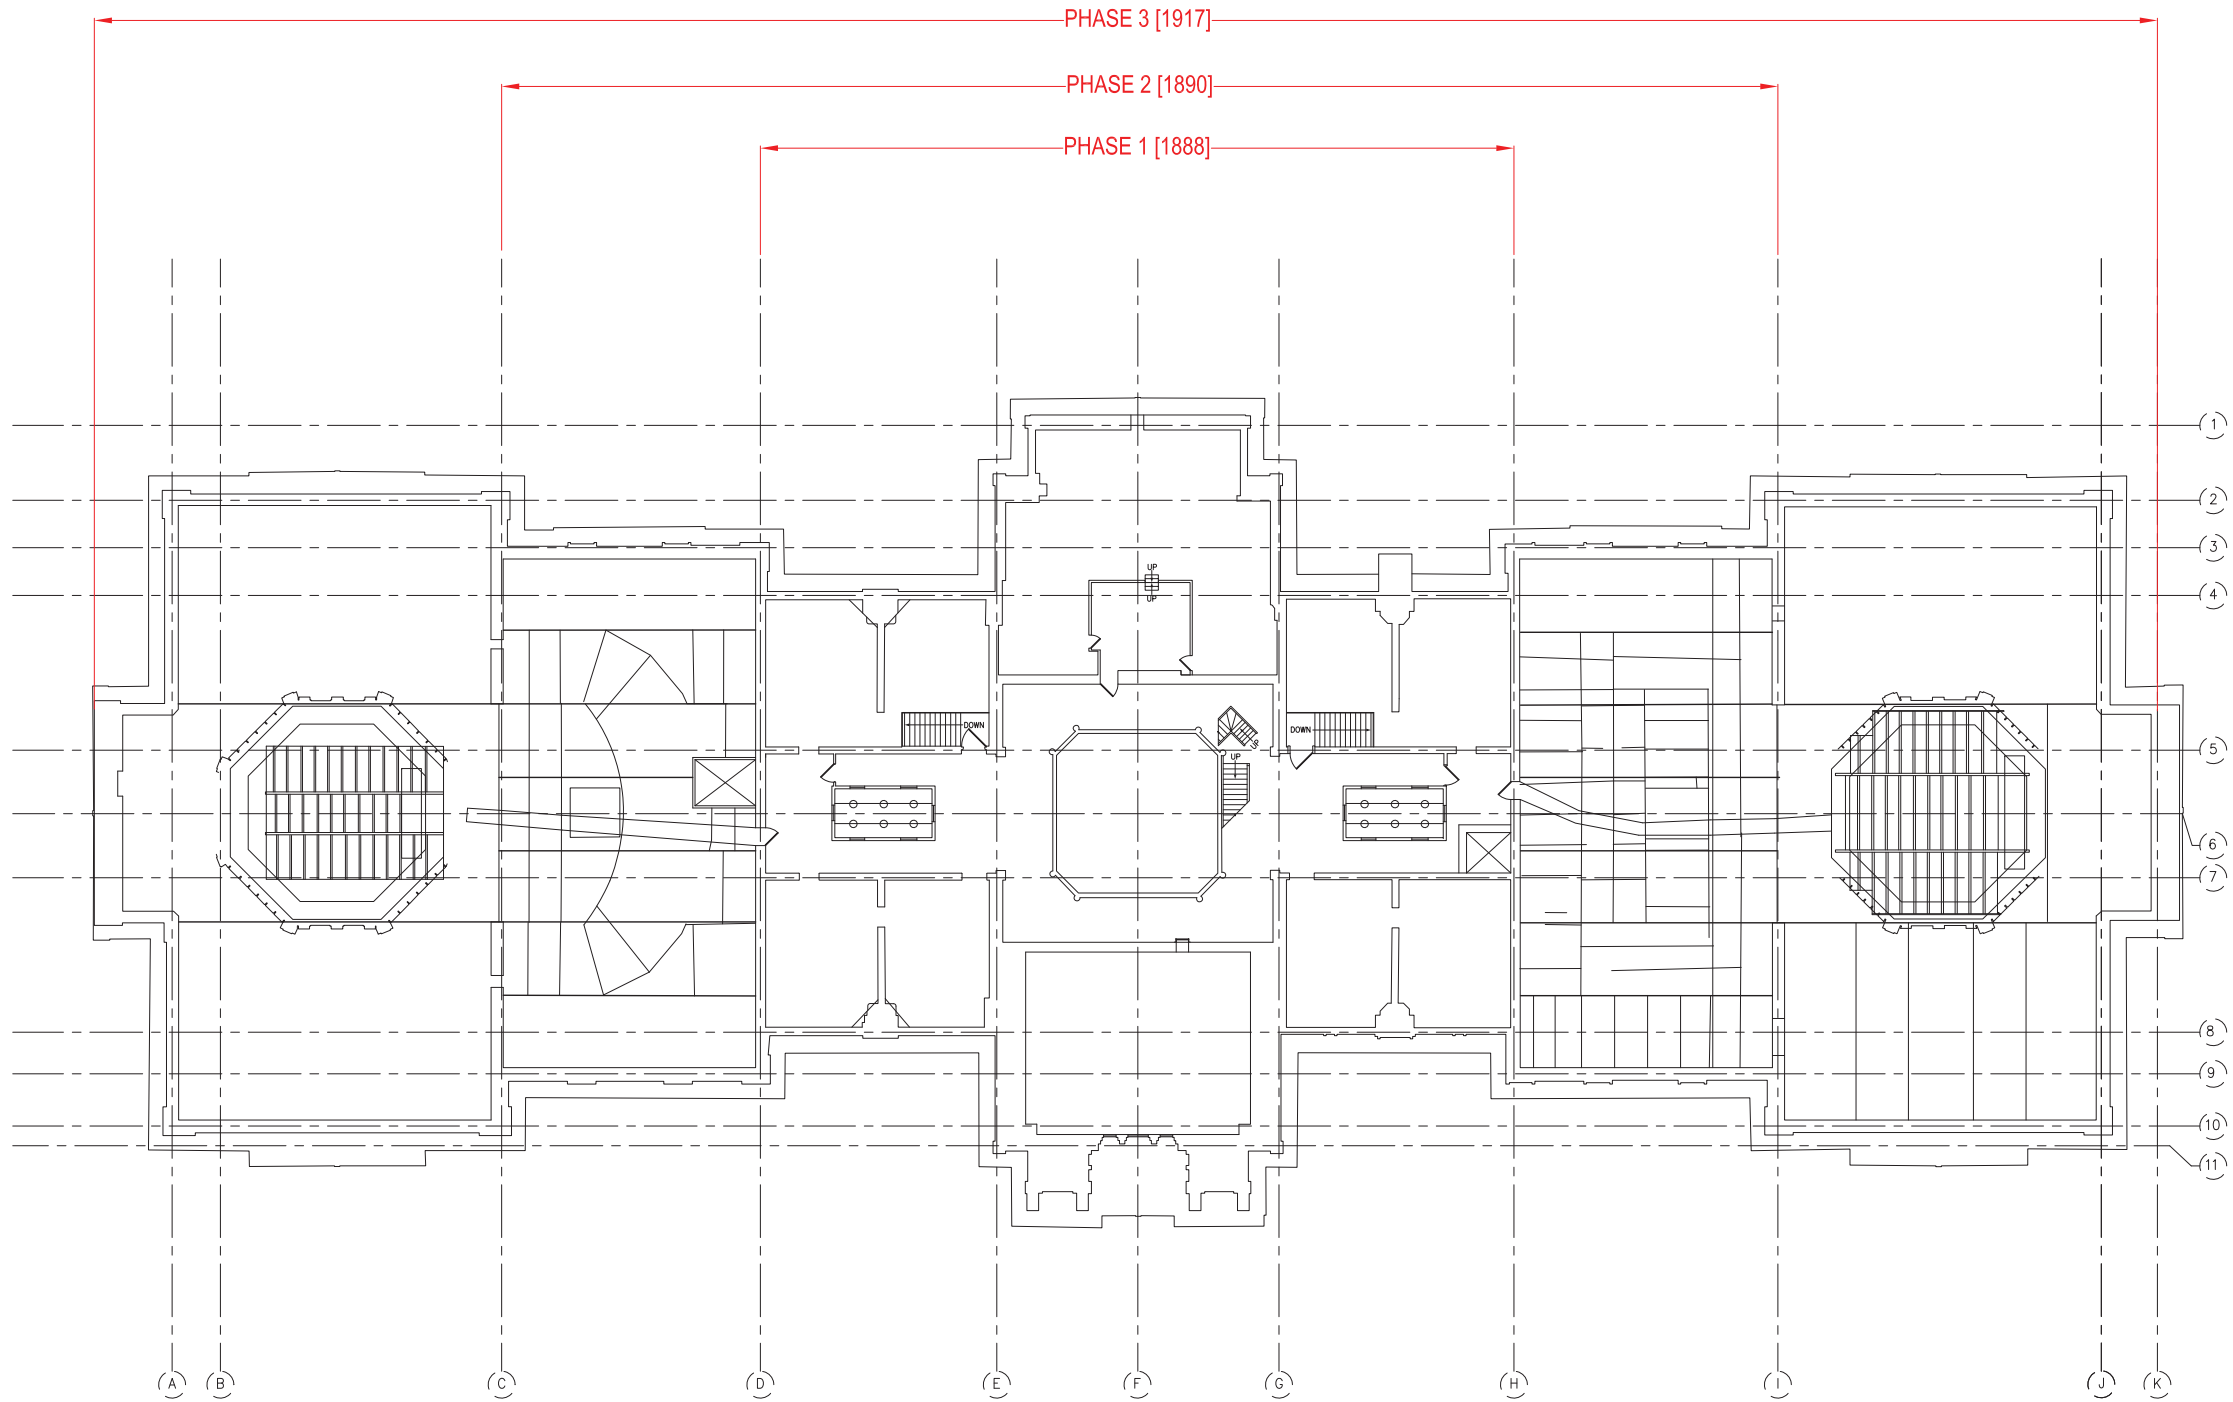 PHASE 3 [1917]
PHASE 2 [1890]
PHASE 1 [1888]
1
2
3
UP
4
UP
DOWN
DOWN
UP
5
UP
6
7
8
9
10
11
A
B
C
D
E
F
G
H
I
J
K